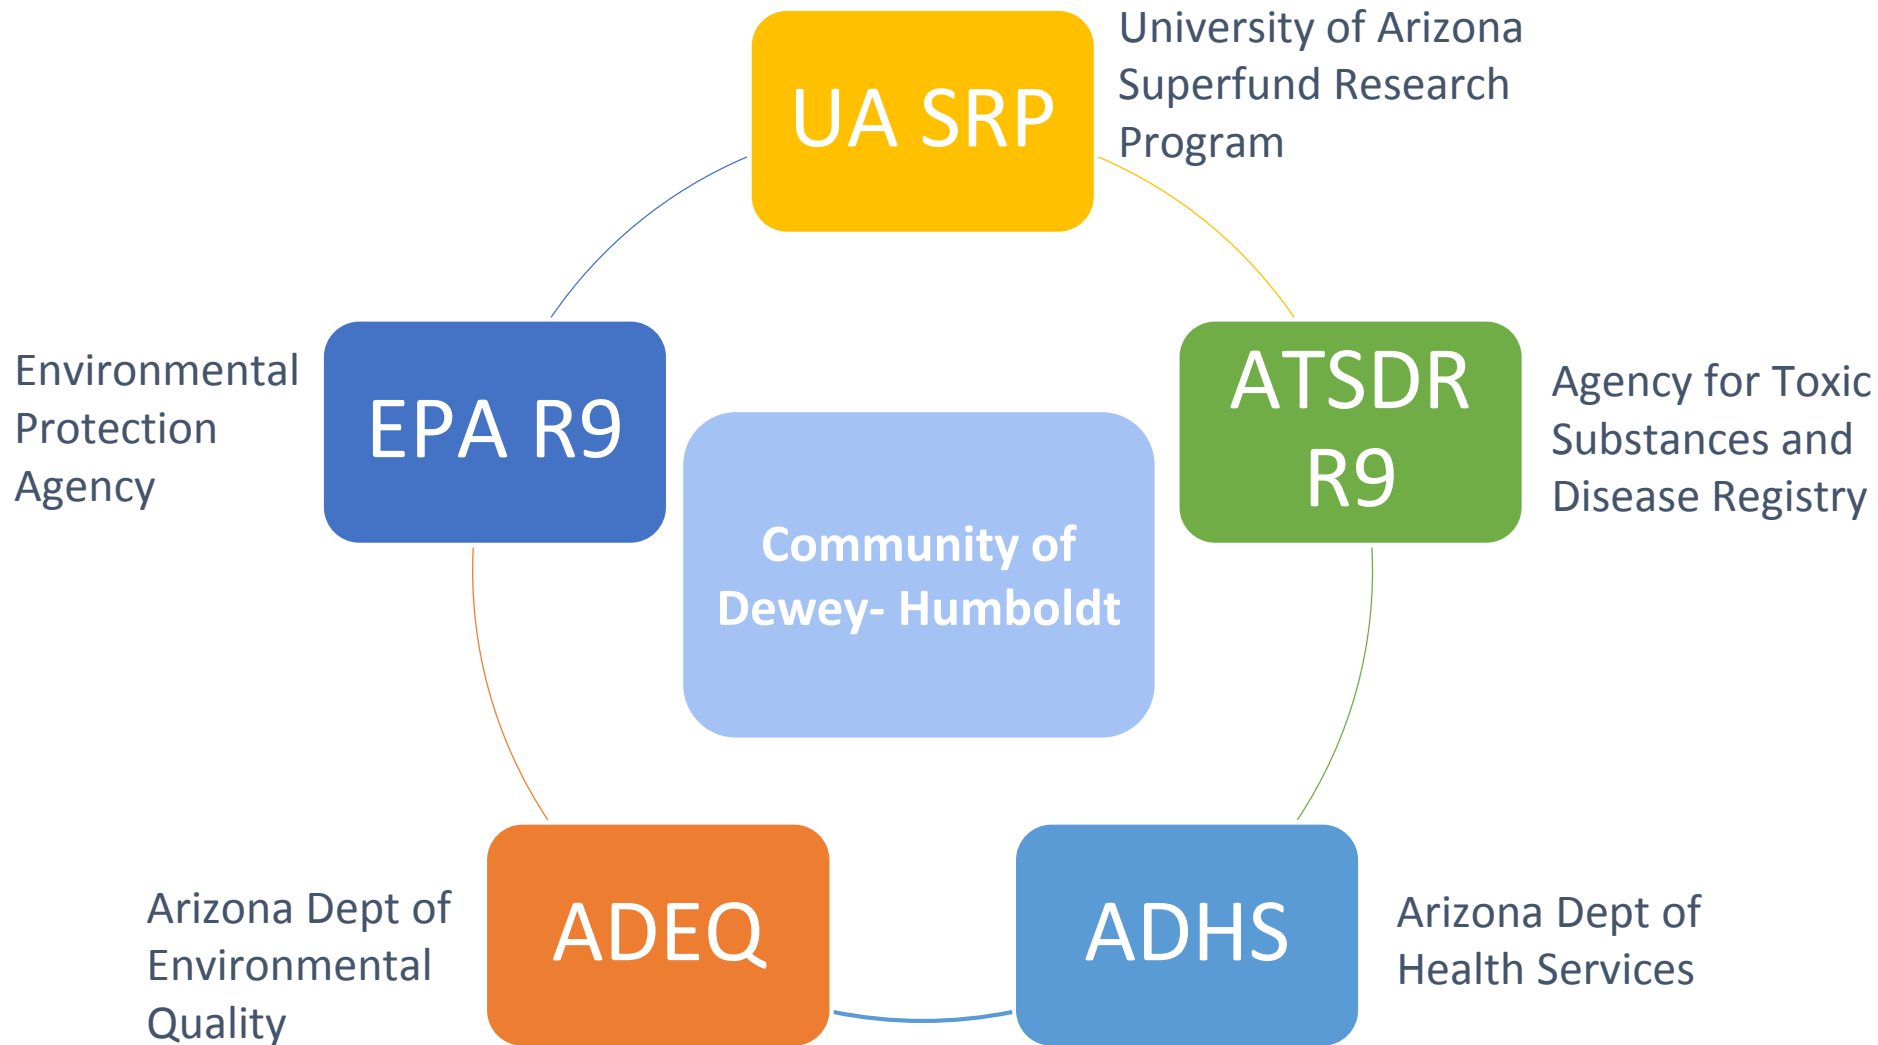 UA SRP
University of Arizona
Superfund Research
Program
EPA R9
Environmental
Protection
Agency
ATSDR
R9
Agency for Toxic
Substances and
Disease Registry
Community of
Dewey- Humboldt
ADEQ
Arizona Dept of
Environmental
Quality
ADHS
Arizona Dept of
Health Services